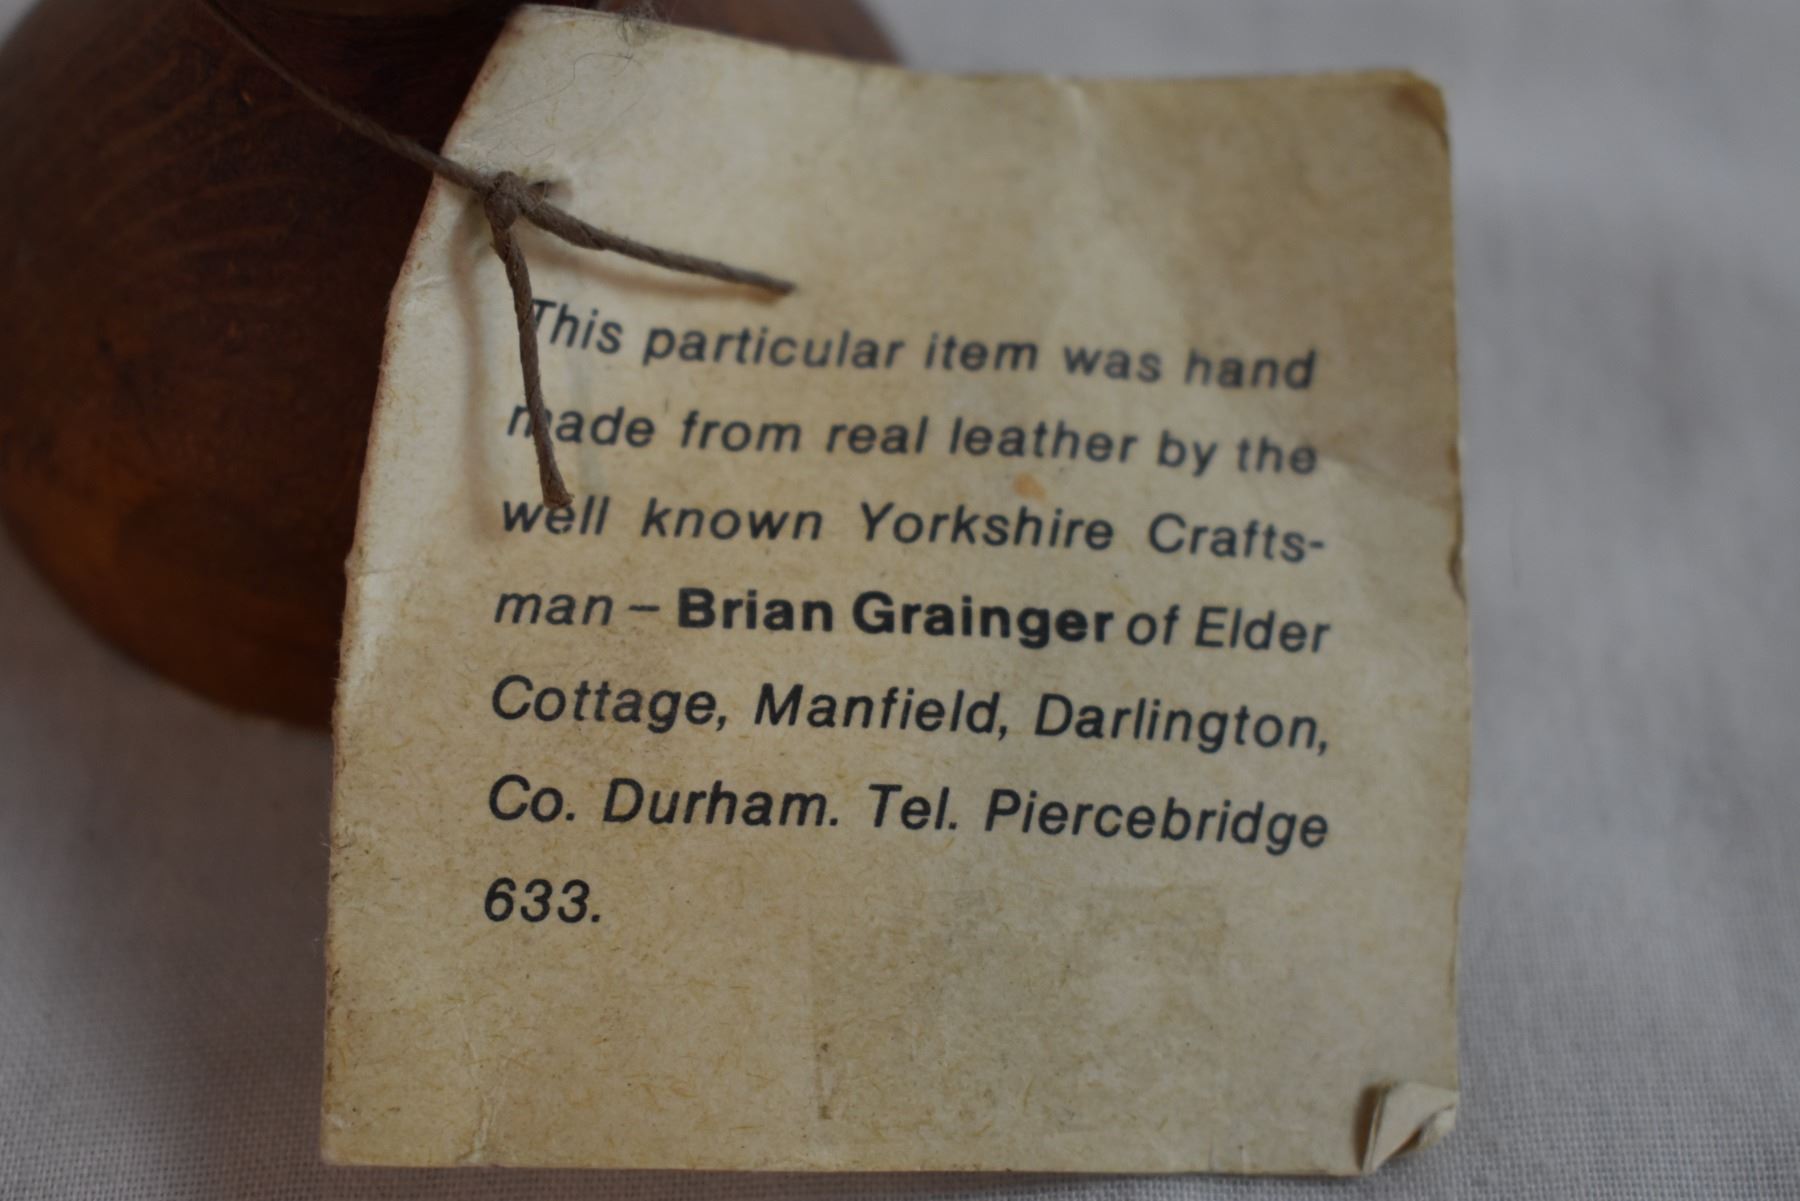 This particular item was hand
made from real leather by the
well known Yorkshire Crafts-
man – Brian Grainger of Elder
Cottage, Manfield, Darlington,
Co. Durham. Tel. Piercebridge
633.